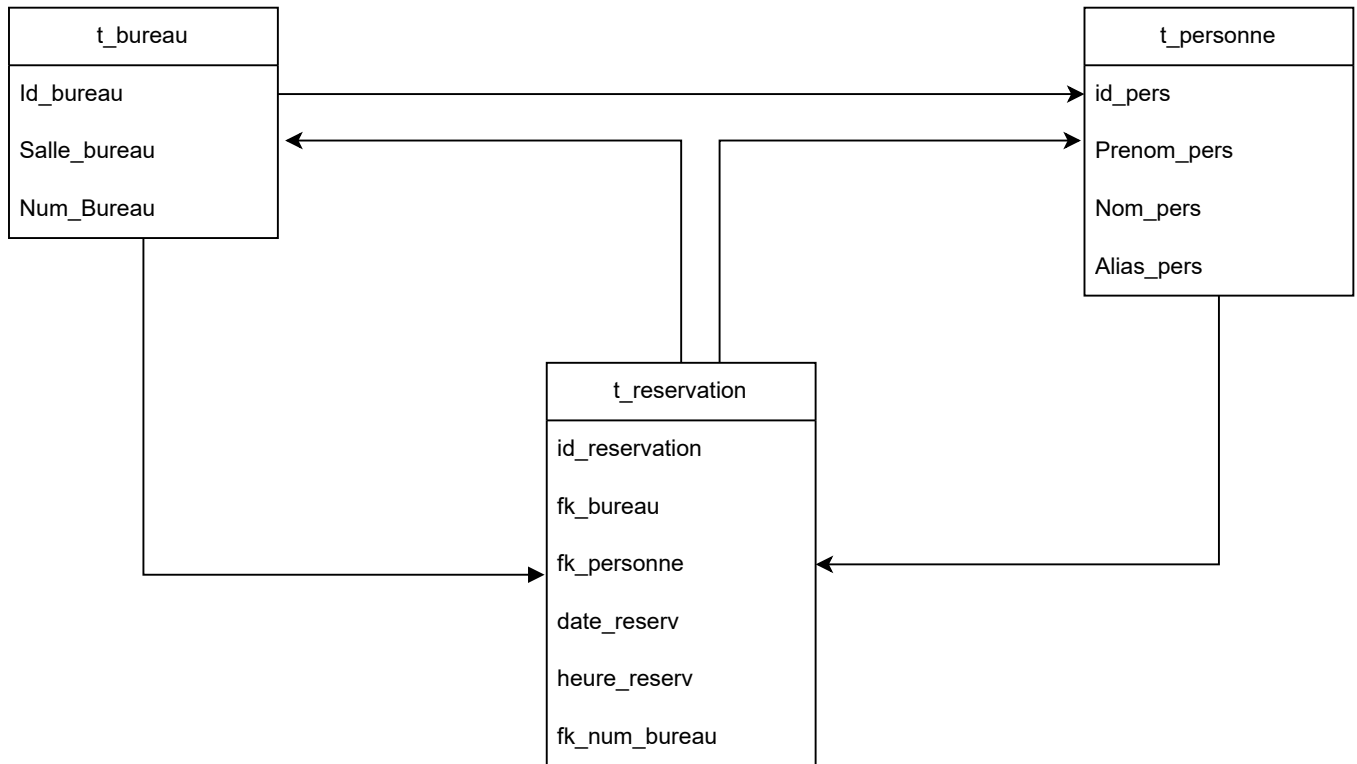 t_bureau
Id_bureau
Salle_bureau
Num_Bureau
t_personne
id_pers
Prenom_pers
Nom_pers
Alias_pers
t_reservation
id_reservation
fk_bureau
fk_personne
date_reserv
heure_reserv
fk_num_bureau